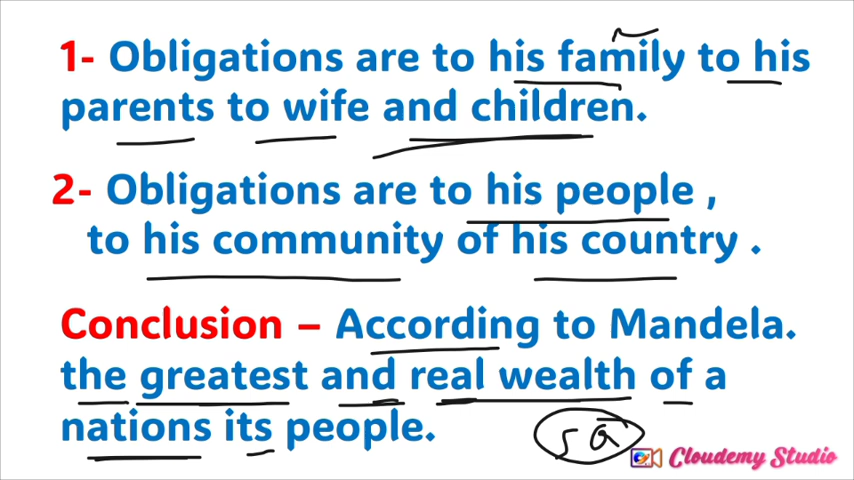 1- Obligations are to his family to his
parents to wife and children.
2- Obligations are to his people ,
to his community of his country .
Conclusion – According to Mandela.
the greatest and real wealth of a
nations its people.
Cloudemy Studio